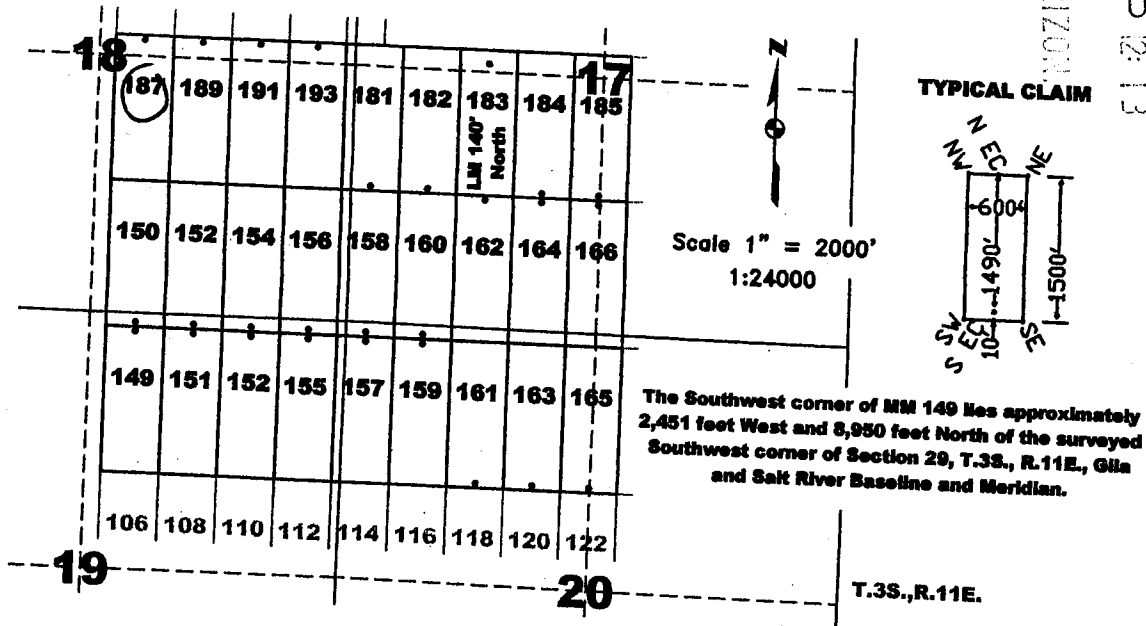 18
17
187 189 191 193 181 182 183 184 185
LM 140'
North
150 152 154 156 158 160 162 164 166
149 151 152 155 157 159 161 163 165
106 108 110 112 114 116 118 120 122
19
20
N
Scale 1" = 2000'
1:24000
TYPICAL CLAIM
NW
N EC
NE
600'
1490'
1500'
10'
SW
S EC
SE
The Southwest corner of MM 149 lies approximately
2,451 feet West and 8,950 feet North of the surveyed
Southwest corner of Section 29, T.3S., R.11E., Gila
and Salt River Baseline and Meridian.
T.3S.,R.11E.